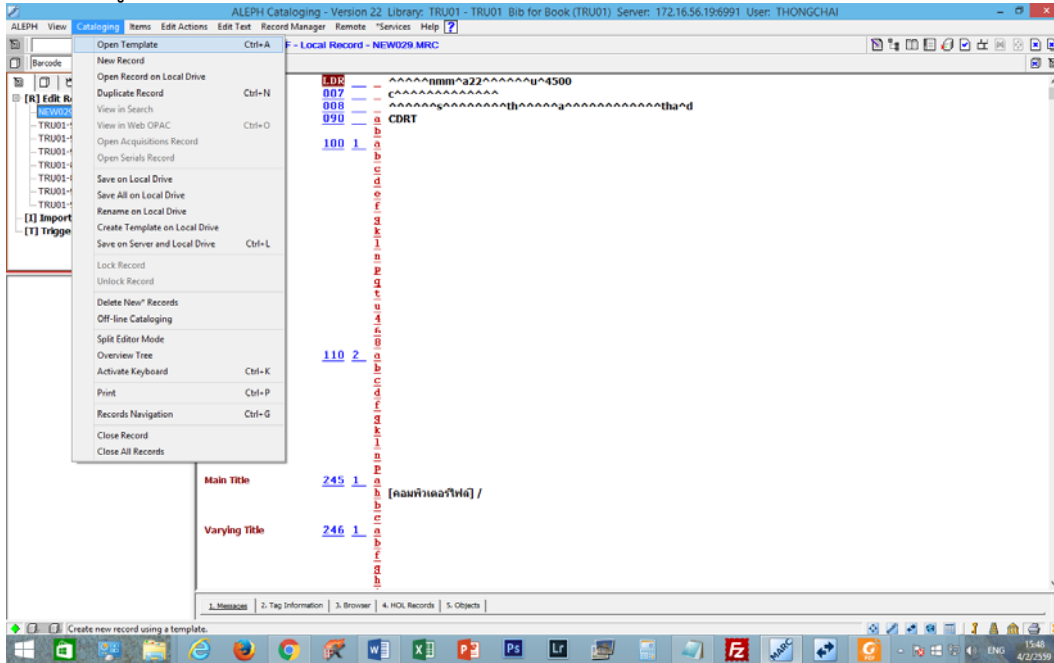 ALEPH Cataloging - Version 22 Library: TRU01 - TRU01 Bib for Book (TRU01) Server: 172.16.56.19:6991 User: THONGCHAI
ALEPH View Cataloging Items Edit Actions Edit Text Record Manager Remote "Services Help ?
F - Local Record - NEW029.MRC
Barcode
[R] Edit R
NEW029
TRU01-
TRU01-
TRU01-
TRU01-
TRU01-
TRU01-
TRU01-
[I] Import
[T] Trigge
Open Template Ctrl+A
New Record
Open Record on Local Drive
Duplicate Record Ctrl+N
View in Search
View in Web OPAC Ctrl+O
Open Acquisitions Record
Open Serials Record
Save on Local Drive
Save All on Local Drive
Rename on Local Drive
Create Template on Local Drive
Save on Server and Local Drive Ctrl+L
Lock Record
Unlock Record
Delete New* Records
Off-line Cataloging
Split Editor Mode
Overview Tree
Activate Keyboard Ctrl+K
Print Ctrl+P
Records Navigation Ctrl+G
Close Record
Close All Records
LDR ^^^^^nmm^a22^^^^^^u^4500
007 c^^^^^^^^^^^^^
008 ^^^^^^s^^^^^^^^th^^^^^a^^^^^^^^^^^^tha^d
090 a CDRT
b
100 1 a
b
c
d
e
f
g
k
l
n
p
q
t
u
4
6
8
110 2 a
b
c
d
f
g
k
l
n
p
Main Title 245 1 a
h [คอมพิวเตอร์ไฟล์] /
b
c
Varying Title 246 1 a
b
f
g
h
1. Messages 2. Tag Information 3. Browser 4. HOL Records 5. Objects
Create new record using a template.
Ps Lr MARC
ENG 15:48
4/2/2559